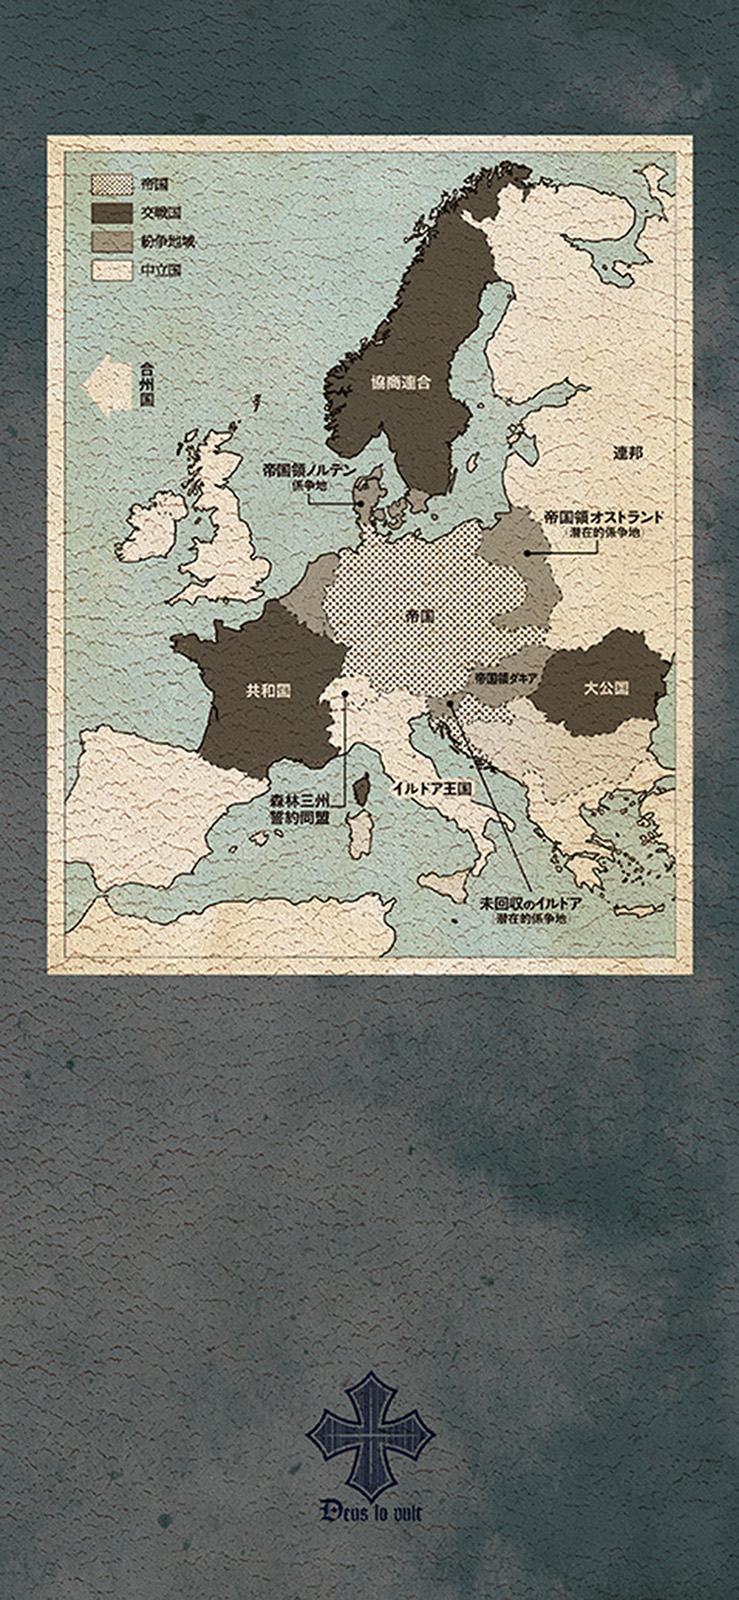 帝国
交戦国
紛争地域
中立国
合州国
協商連合
連邦
帝国領ノルデン
係争地
帝国領オストランド
(潜在的係争地)
帝国
共和国
帝国領ダキア
大公国
森林三州
誓約同盟
イルドア王国
未回収のイルドア
潜在的係争地
Deus lo vult